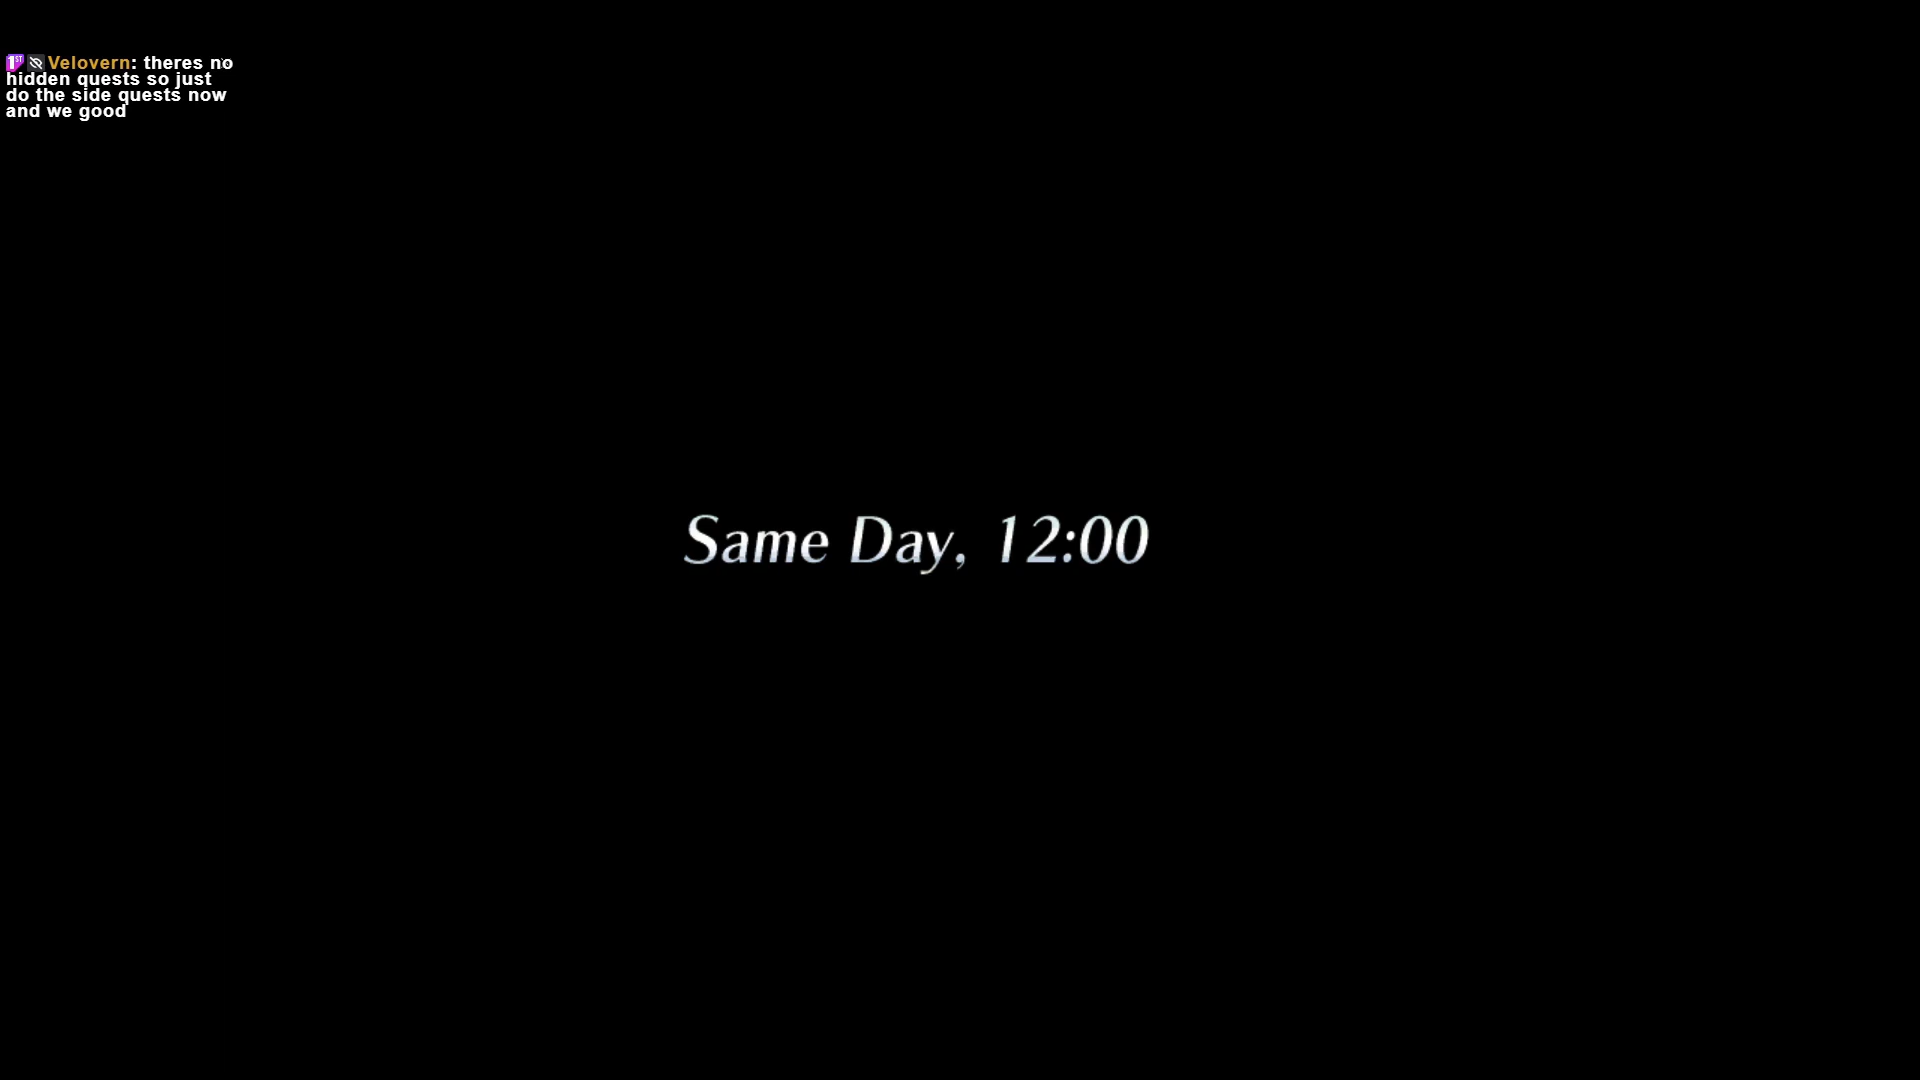 1ST Velovern: theres no
hidden quests so just
do the side quests now
and we good
Same Day, 12:00